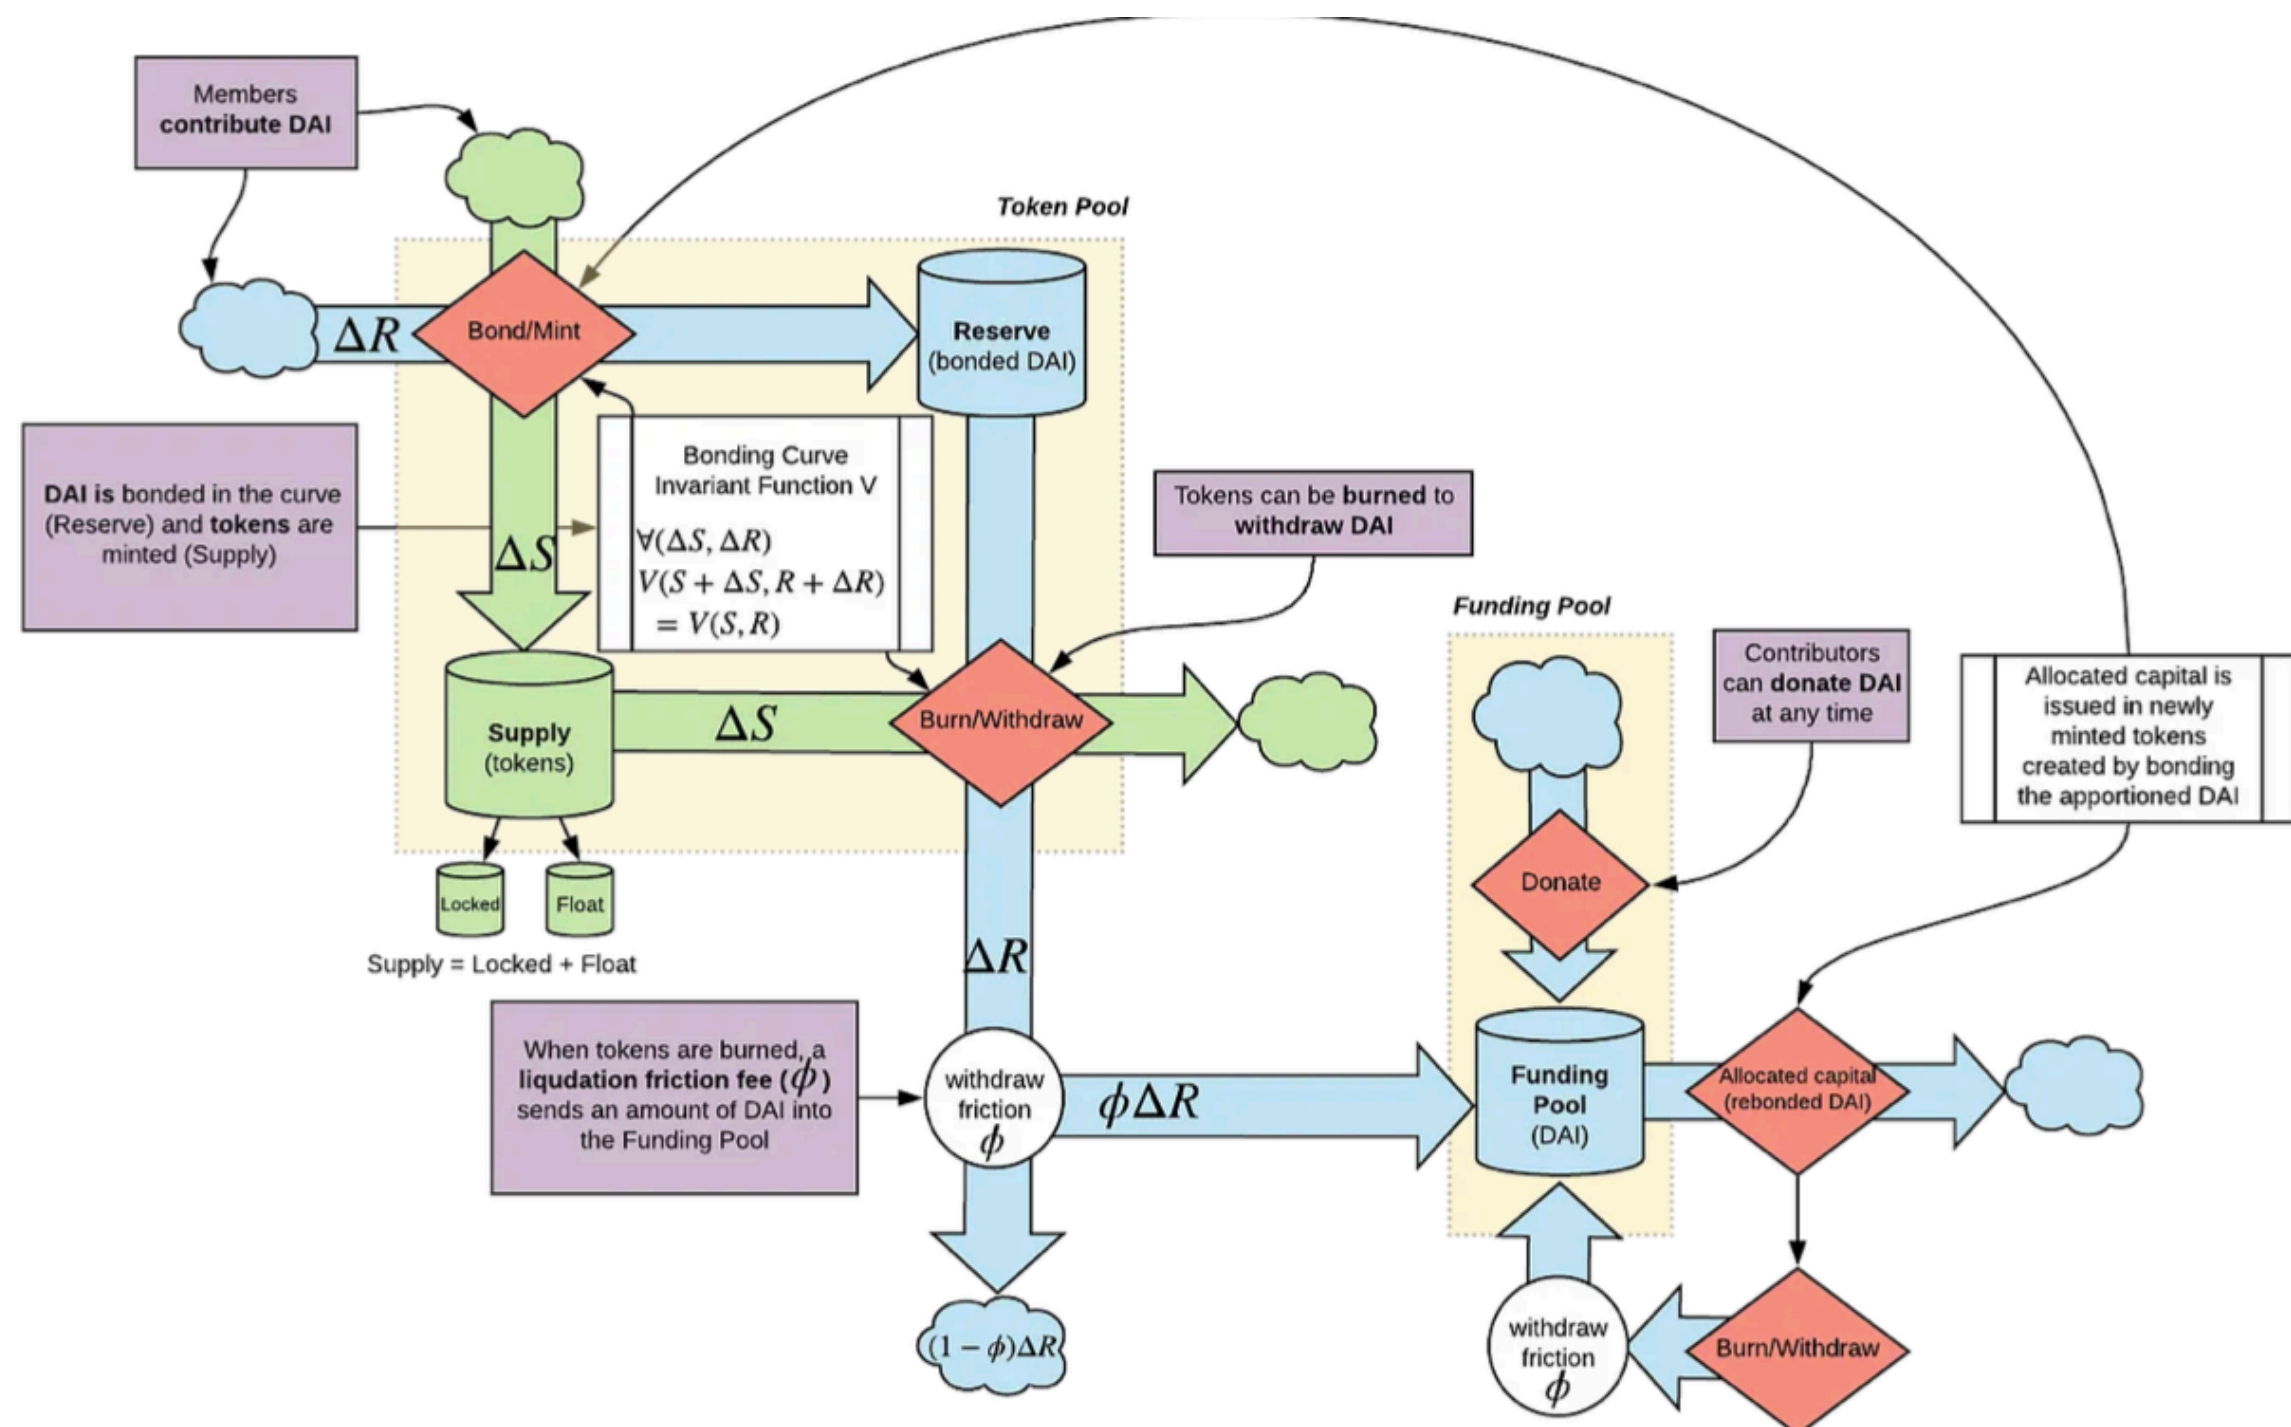 Members
contribute DAI
Token Pool
ΔR
Bond/Mint
Reserve
(bonded DAI)
DAI is bonded in the curve
(Reserve) and tokens are
minted (Supply)
ΔS
Bonding Curve
Invariant Function V
∀(ΔS, ΔR)
V(S + ΔS, R + ΔR)
= V(S, R)
Tokens can be burned to
withdraw DAI
Supply
(tokens)
ΔS
Burn/Withdraw
Locked
Float
Supply = Locked + Float
Funding Pool
Contributors
can donate DAI
at any time
Allocated capital is
issued in newly
minted tokens
created by bonding
the apportioned DAI
Donate
ΔR
When tokens are burned, a
liqudation friction fee (ϕ)
sends an amount of DAI into
the Funding Pool
withdraw
friction
ϕ
ϕΔR
Funding
Pool
(DAI)
Allocated capital
(rebonded DAI)
(1 − ϕ)ΔR
withdraw
friction
ϕ
Burn/Withdraw